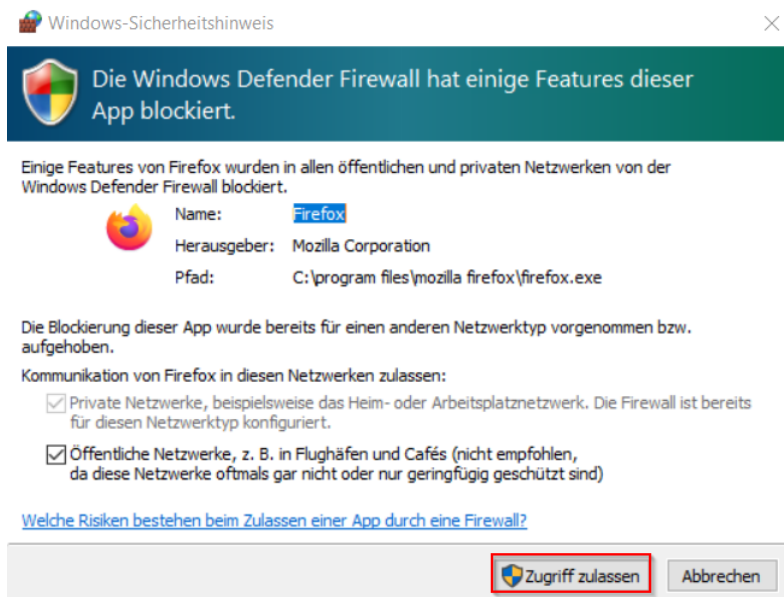 Windows-Sicherheitshinweis
Die Windows Defender Firewall hat einige Features dieser
App blockiert.
Einige Features von Firefox wurden in allen öffentlichen und privaten Netzwerken von der
Windows Defender Firewall blockiert.
Name: Firefox
Herausgeber: Mozilla Corporation
Pfad: C:\program files\mozilla firefox\firefox.exe
Die Blockierung dieser App wurde bereits für einen anderen Netzwerktyp vorgenommen bzw.
aufgehoben.
Kommunikation von Firefox in diesen Netzwerken zulassen:
Private Netzwerke, beispielsweise das Heim- oder Arbeitsplatznetzwerk. Die Firewall ist bereits
für diesen Netzwerktyp konfiguriert.
Öffentliche Netzwerke, z. B. in Flughäfen und Cafés (nicht empfohlen,
da diese Netzwerke oftmals gar nicht oder nur geringfügig geschützt sind)
Welche Risiken bestehen beim Zulassen einer App durch eine Firewall?
Zugriff zulassen Abbrechen